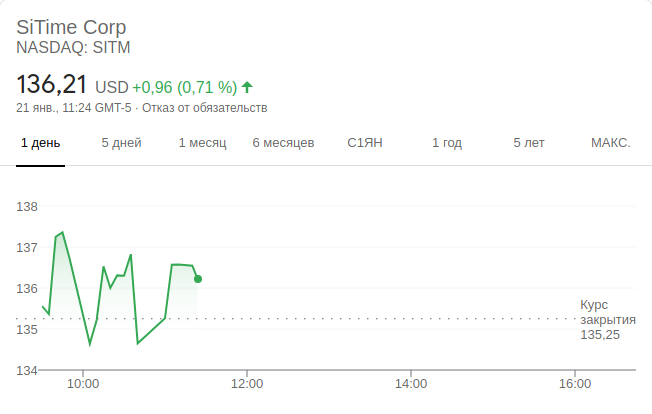 SiTime Corp
NASDAQ: SITM
136,21 USD +0,96 (0,71 %)
21 янв., 11:24 GMT-5 · Отказ от обязательств
1 день 5 дней 1 месяц 6 месяцев С1ЯН 1 год 5 лет МАКС.
138
137
136
135
134
Курс
закрытия
135,25
10:00 12:00 14:00 16:00